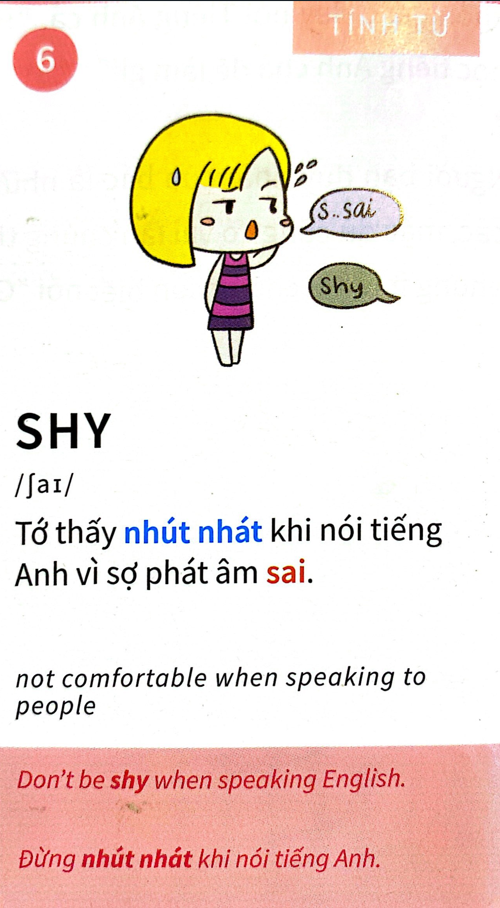 TÍNH TỪ
6
s..sai
Shy
SHY
/ʃaɪ/
Tớ thấy nhút nhát khi nói tiếng
Anh vì sợ phát âm sai.
not comfortable when speaking to
people
Don't be shy when speaking English.
Đừng nhút nhát khi nói tiếng Anh.